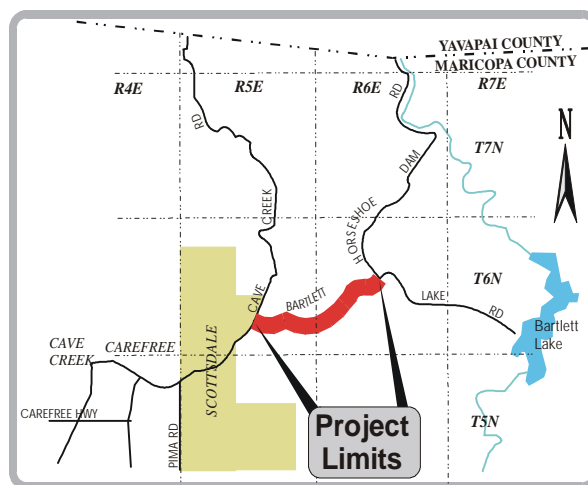 YAVAPAI COUNTY
MARICOPA COUNTY
R4E
R5E
R6E
R7E
RD
RD
N
T7N
DAM
CREEK
HORSESHOE
T6N
CAVE
BARTLETT
LAKE
RD
Bartlett
Lake
CAVE
CREEK
CAREFREE
SCOTTSDALE
CAREFREE HWY
PIMA RD
Project
Limits
T5N